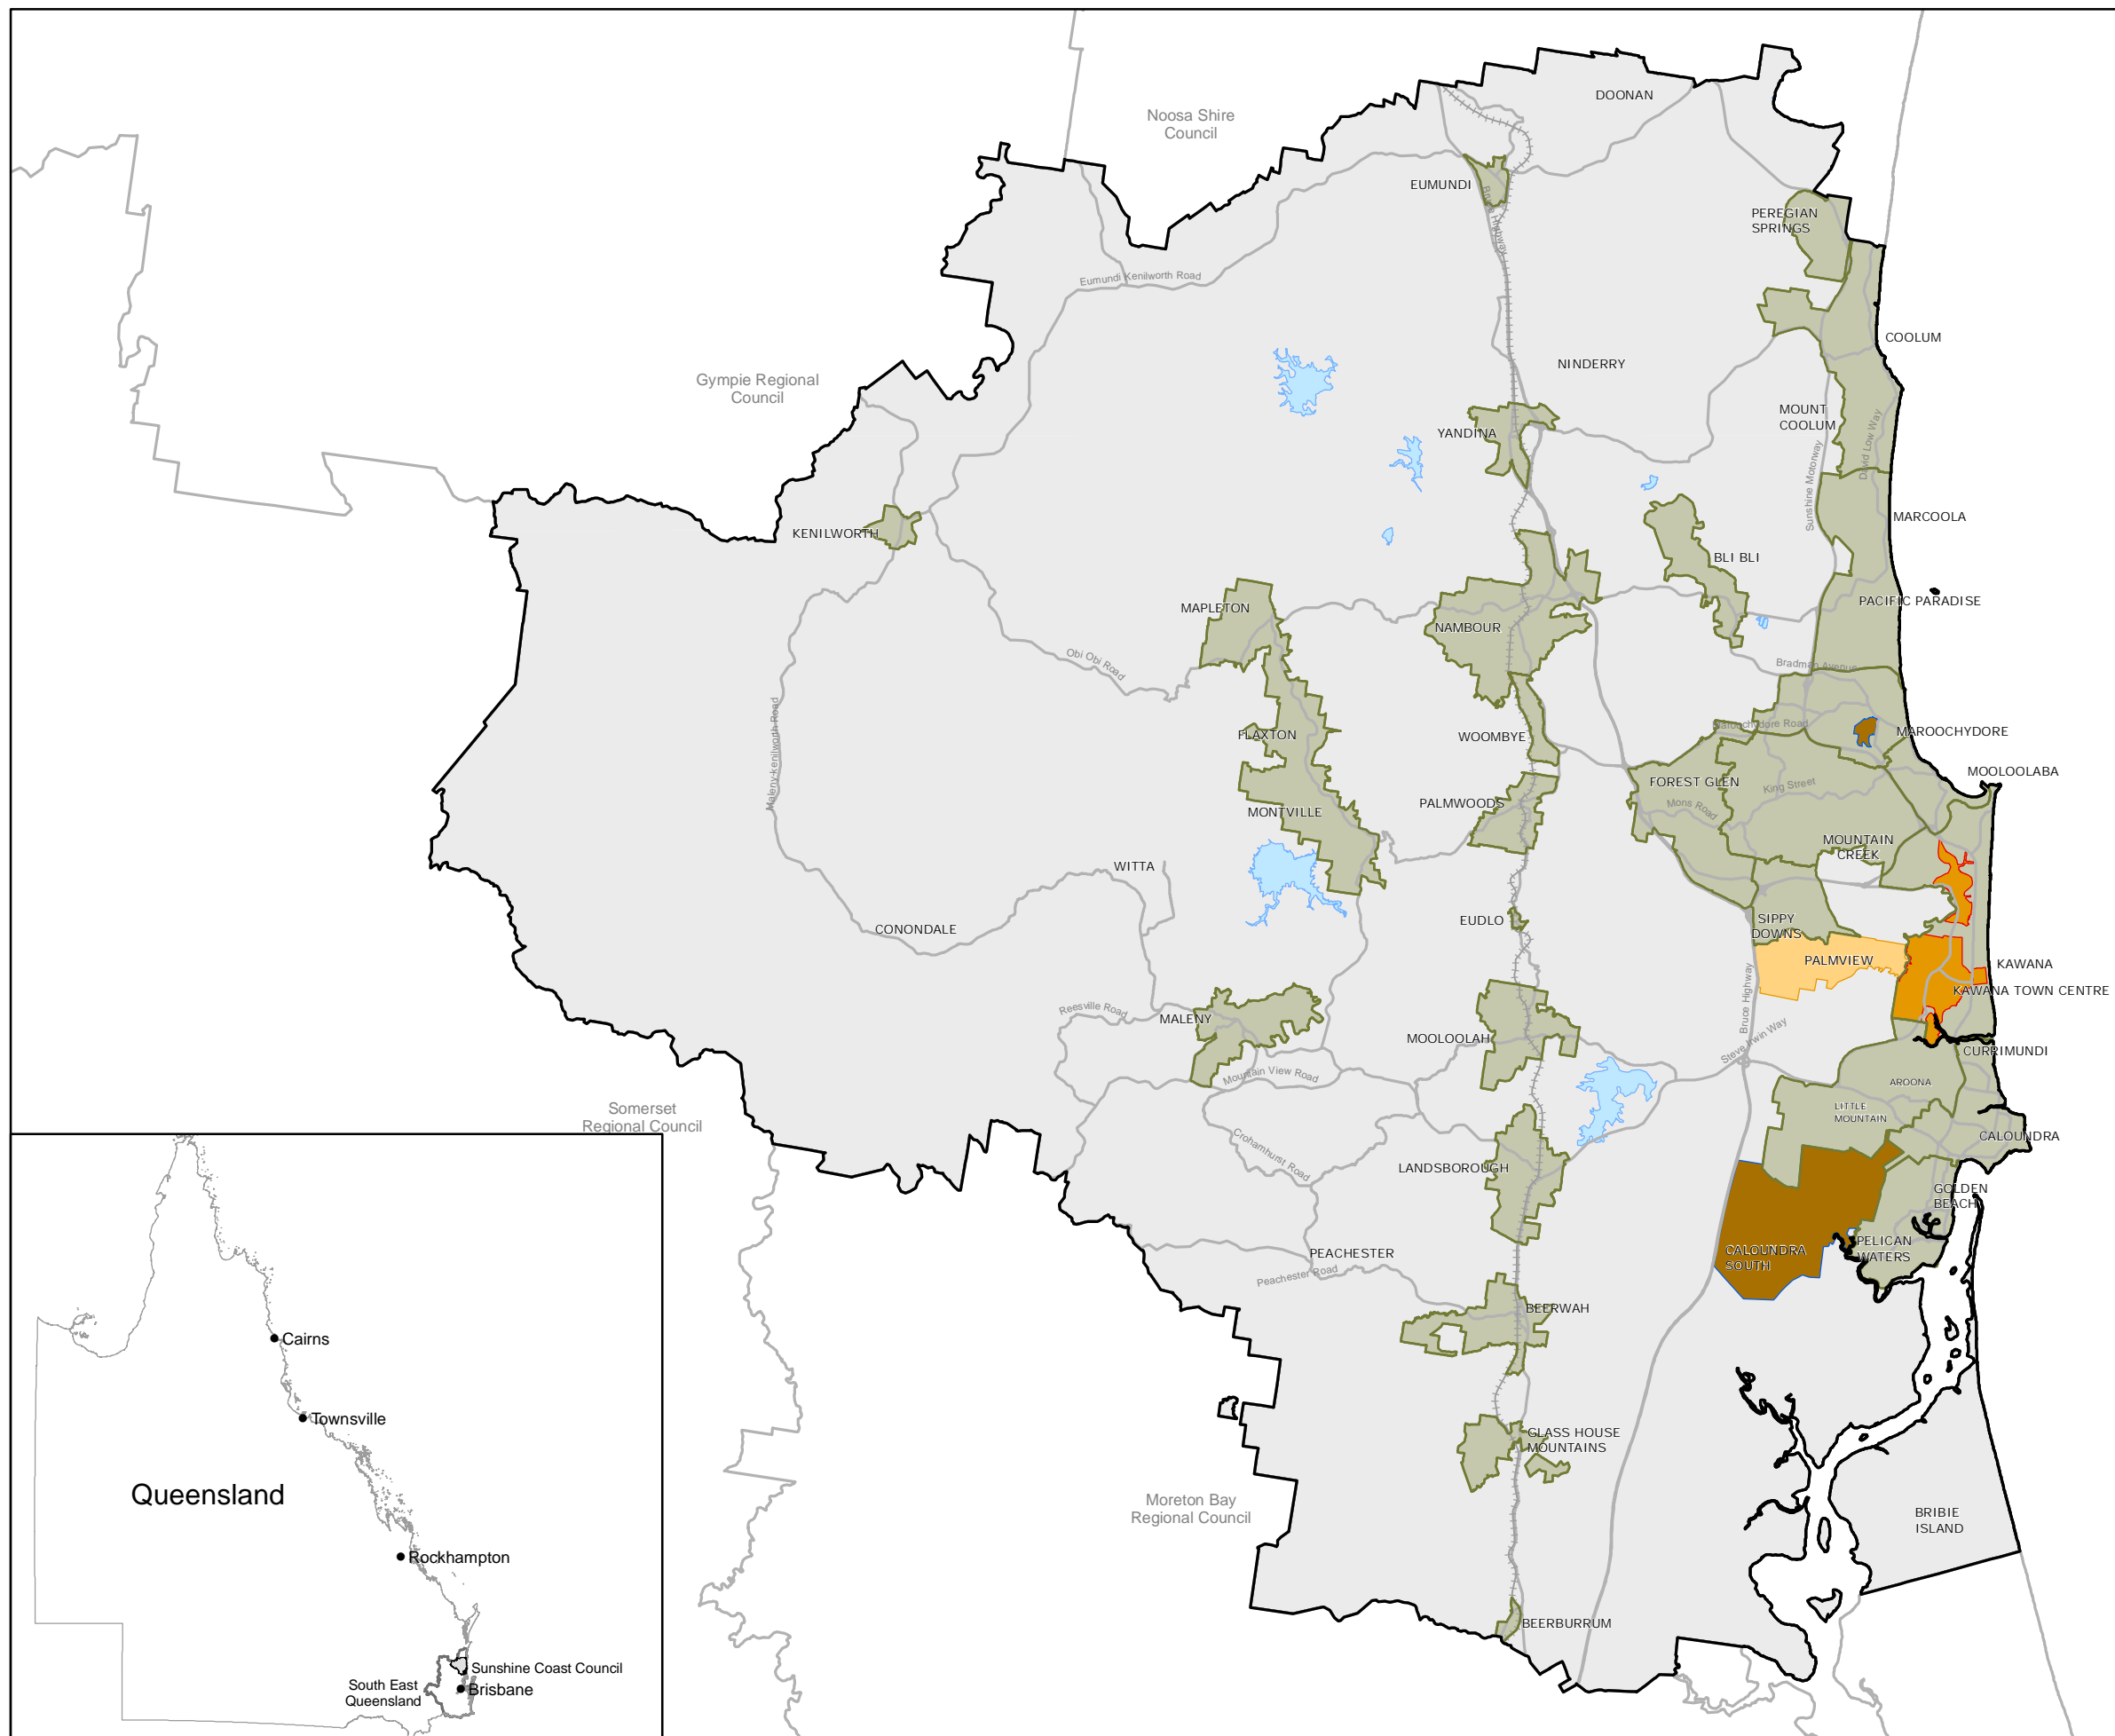 DOONAN
Noosa Shire
Council
EUMUNDI
Bruce Highway
PEREGIAN
SPRINGS
Eumundi Kenilworth Road
COOLUM
NINDERRY
Gympie Regional
Council
MOUNT
COOLUM
David Low Way
YANDINA
Sunshine Motorway
MARCOOLA
KENILWORTH
BLI BLI
PACIFIC PARADISE
MAPLETON
NAMBOUR
Obi Obi Road
Bradman Avenue
Maleny-kenilworth Road
Maroochydore Road
MAROOCHYDORE
FLAXTON
WOOMBYE
MOOLOOLABA
FOREST GLEN
King Street
Mons Road
PALMWOODS
MONTVILLE
MOUNTAIN
CREEK
WITTA
SIPPY
DOWNS
EUDLO
CONONDALE
PALMVIEW
KAWANA
KAWANA TOWN CENTRE
Bruce Highway
Reesville Road
MALENY
MOOLOOLAH
Steve Irwin Way
CURRIMUNDI
Mountain View Road
AROONA
LITTLE
MOUNTAIN
Somerset
Regional Council
CALOUNDRA
Crohamhurst Road
LANDSBOROUGH
GOLDEN
BEACH
PELICAN
WATERS
CALOUNDRA
SOUTH
PEACHESTER
Peachester Road
BEERWAH
GLASS HOUSE
MOUNTAINS
Moreton Bay
Regional Council
BRIBIE
ISLAND
BEERBURRUM
Cairns
Townsville
Queensland
Rockhampton
Sunshine Coast Council
South East
Queensland
Brisbane